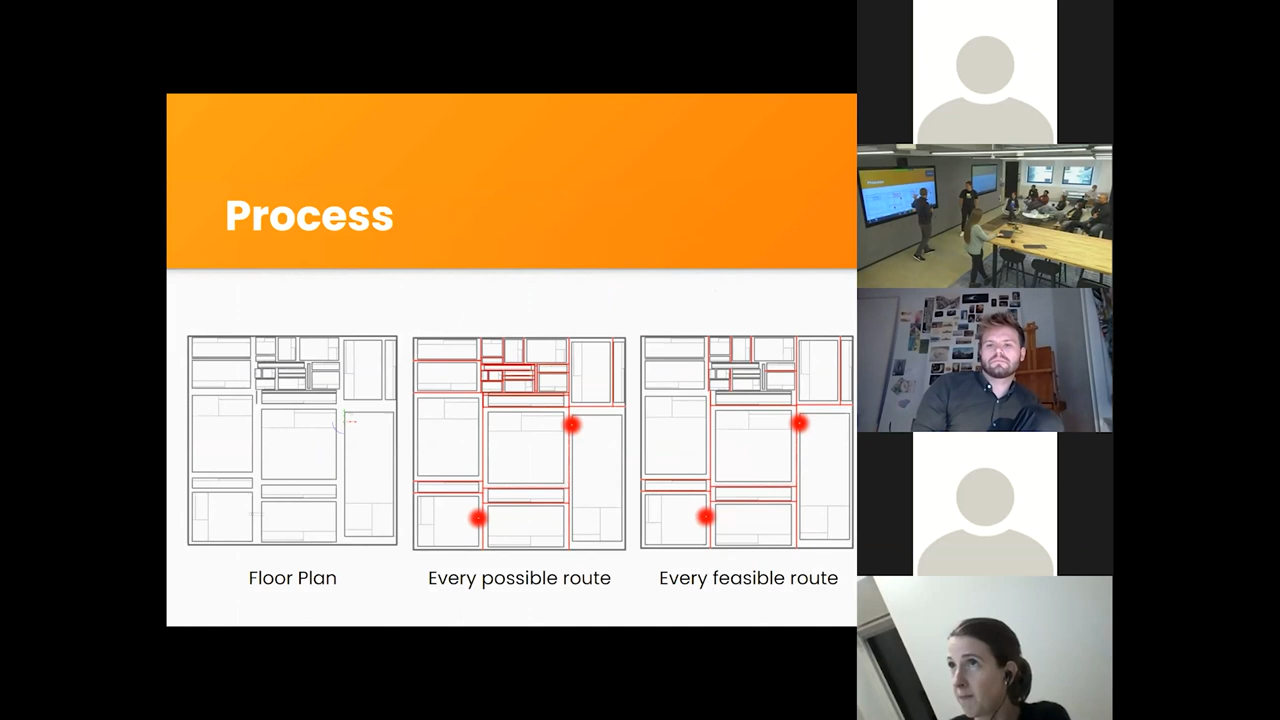 Process
Floor Plan
Every possible route
Every feasible route